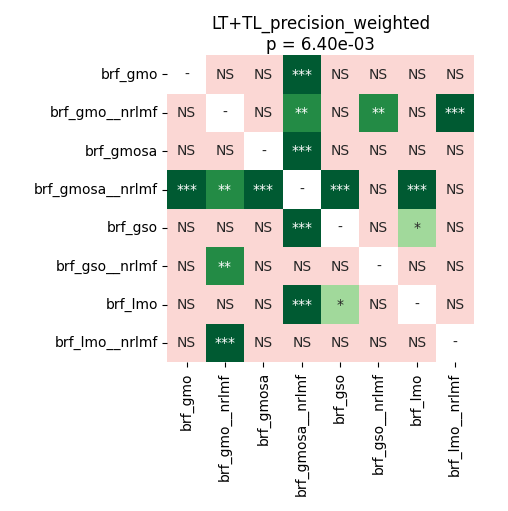 LT+TL_precision_weighted
p = 6.40e-03
brf_gmo - NS NS *** NS NS NS NS
brf_gmo__nrlmf NS - NS ** NS ** NS ***
brf_gmosa NS NS - *** NS NS NS NS
brf_gmosa__nrlmf *** ** *** - *** NS *** NS
brf_gso NS NS NS *** - NS * NS
brf_gso__nrlmf NS ** NS NS NS - NS NS
brf_lmo NS NS NS *** * NS - NS
brf_lmo__nrlmf NS *** NS NS NS NS NS -
brf_gmo
brf_gmo__nrlmf
brf_gmosa
brf_gmosa__nrlmf
brf_gso
brf_gso__nrlmf
brf_lmo
brf_lmo__nrlmf